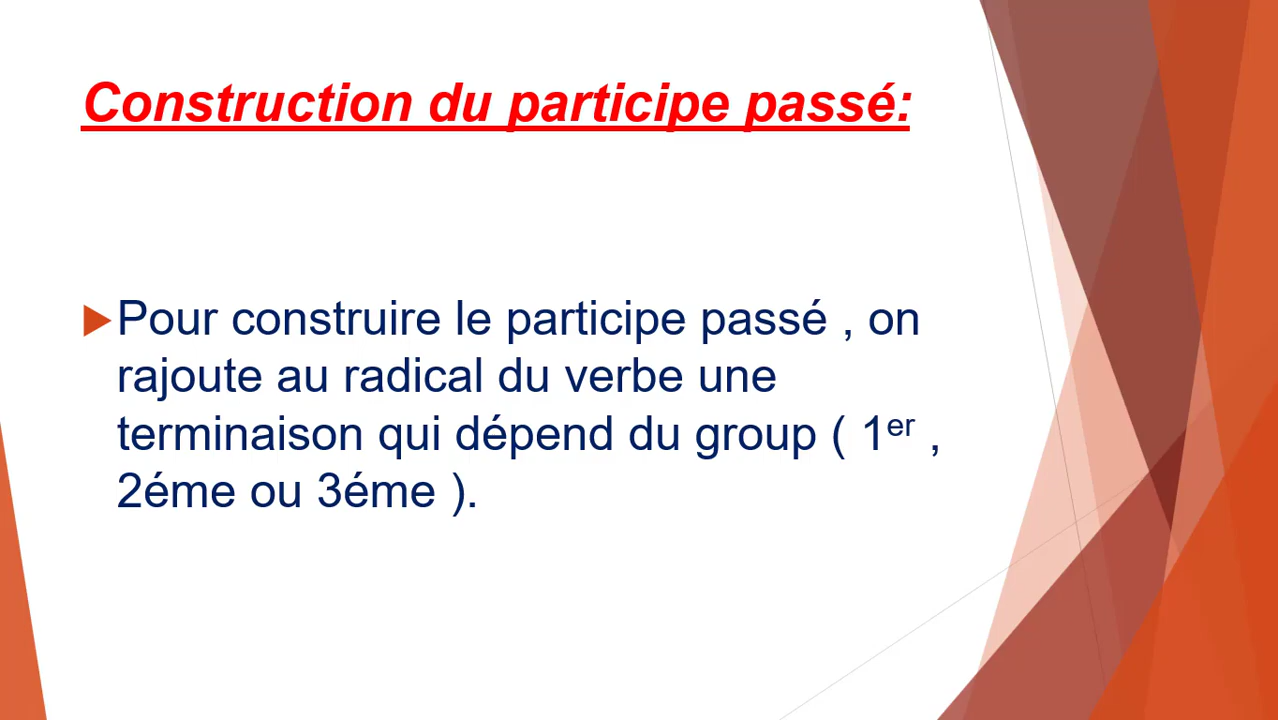 Construction du participe passé:
Pour construire le participe passé , on
rajoute au radical du verbe une
terminaison qui dépend du group ( 1er ,
2éme ou 3éme ).